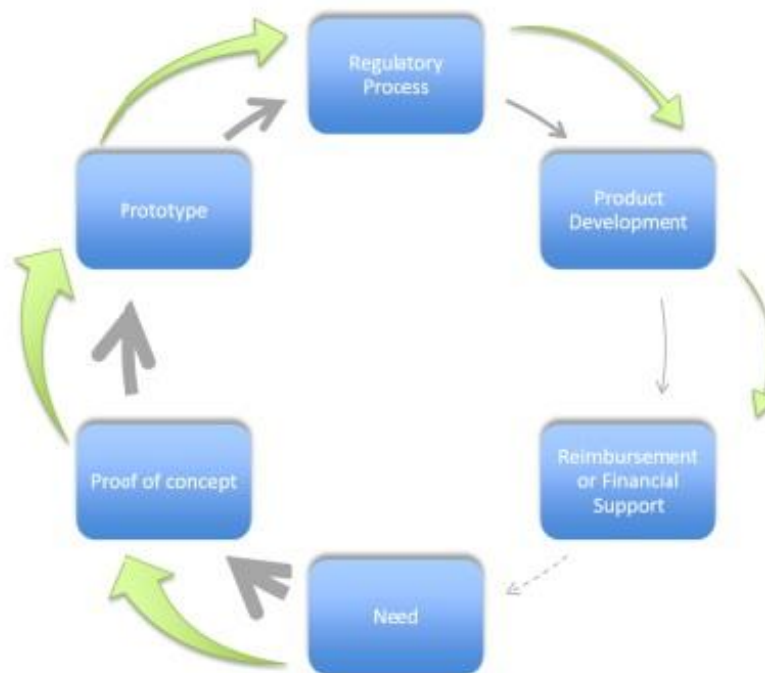 Regulatory
Process
Prototype
Product
Development
Proof of concept
Reimbursement
or Financial
Support
Need